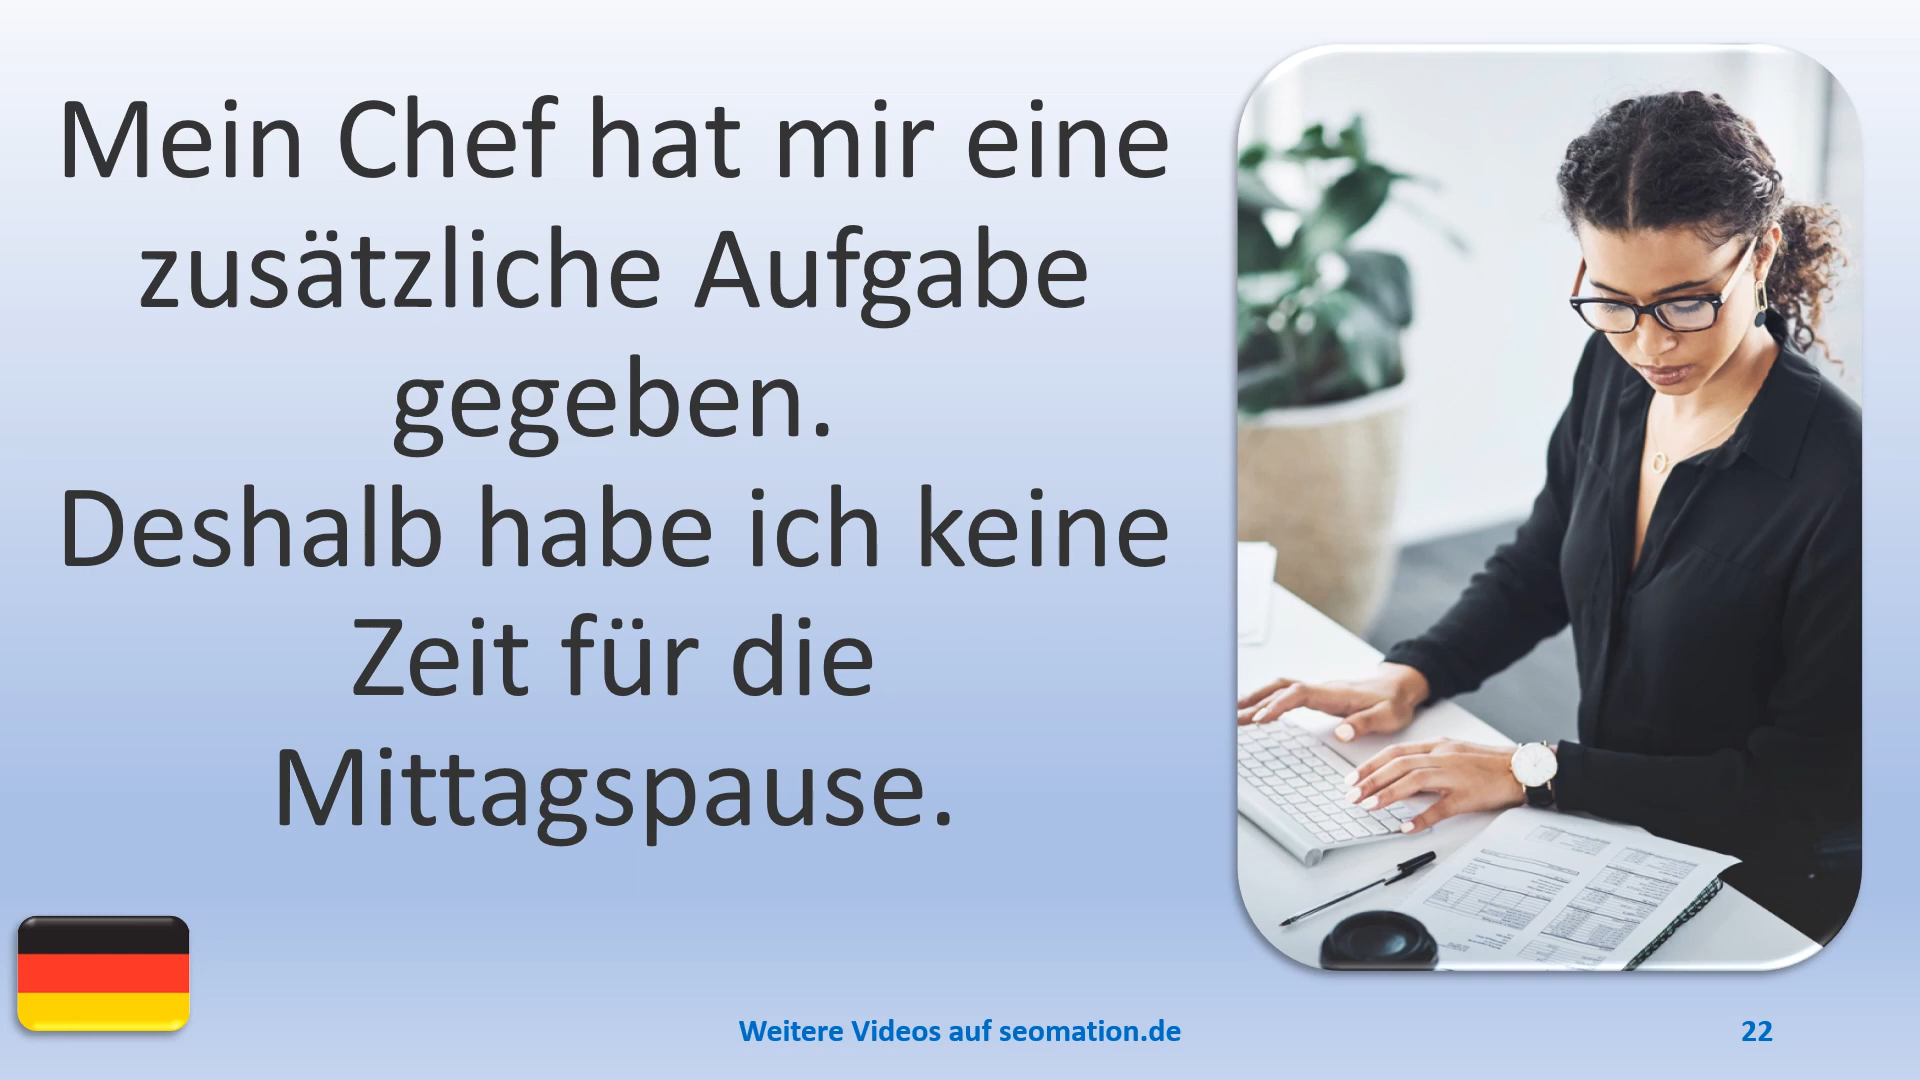 Mein Chef hat mir eine
zusätzliche Aufgabe
gegeben.
Deshalb habe ich keine
Zeit für die
Mittagspause.
Weitere Videos auf seomation.de
22